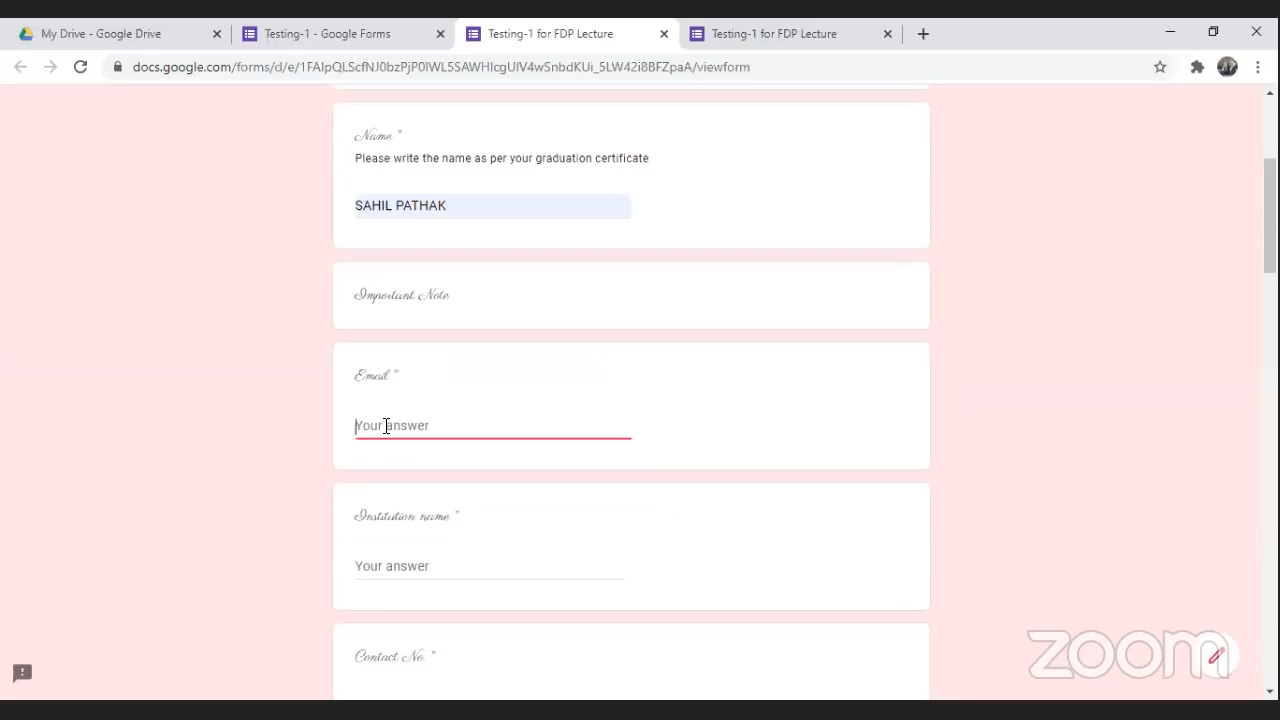 My Drive - Google Drive
Testing-1 - Google Forms
Testing-1 for FDP Lecture
Testing-1 for FDP Lecture
docs.google.com/forms/d/e/1FAIpQLScfNJ0bzPjP0IWL5SAWHIcgUIV4wSnbdKUi_5LW42i8BFZpaA/viewform
Name *
Please write the name as per your graduation certificate
SAHIL PATHAK
Important Note
Email *
Your answer
Institution name *
Your answer
Contact No. *
zoom